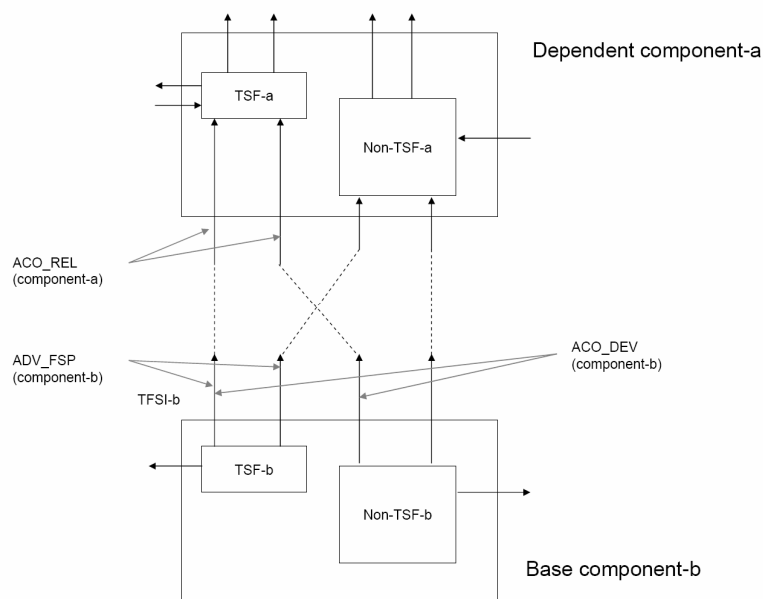 Dependent component-a
TSF-a
Non-TSF-a
ACO_REL
(component-a)
ADV_FSP
(component-b)
ACO_DEV
(component-b)
TFSI-b
TSF-b
Non-TSF-b
Base component-b